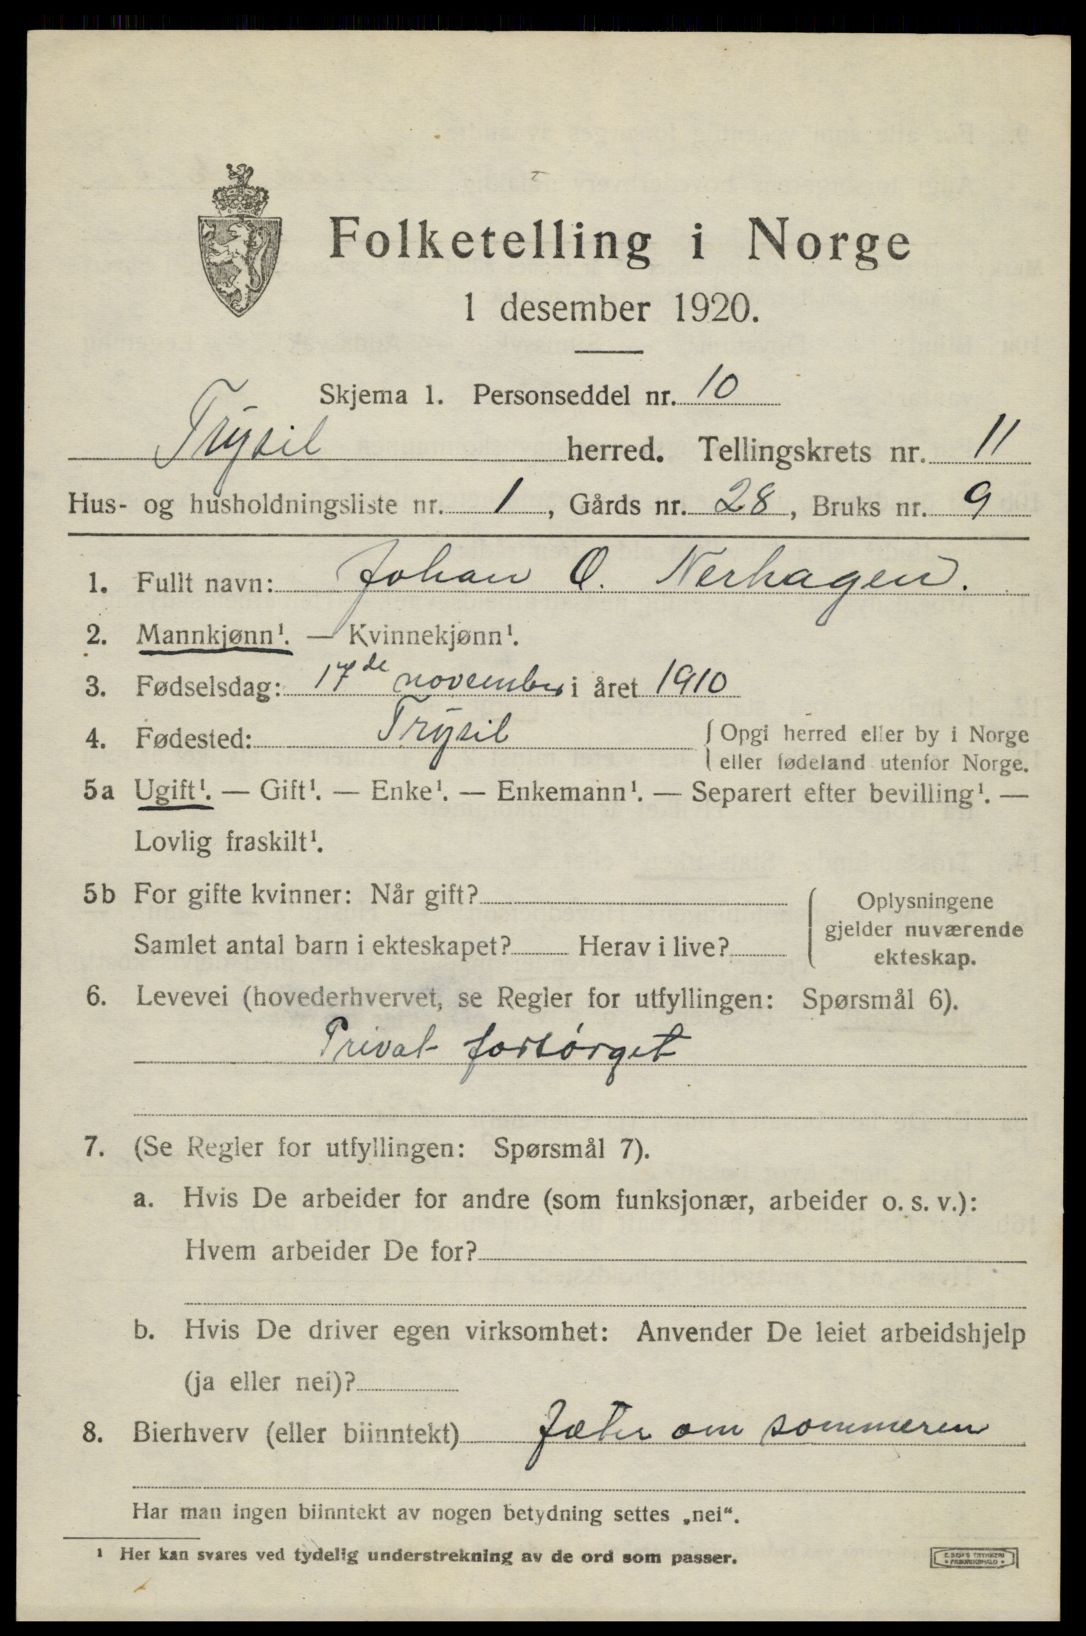 Folketelling i Norge
1 desember 1920.
Skjema 1. Personseddel nr. 10
Trysil herred. Tellingskrets nr. 11
Hus- og husholdningsliste nr. 1, Gårds nr. 28, Bruks nr. 9
1. Fullt navn: Johan O. Nerhagen.
2. Mannkjønn¹. — Kvinnekjønn¹.
3. Fødselsdag: 17de november i året 1910
4. Fødested: Trysil
{ Opgi herred eller by i Norge
eller fødeland utenfor Norge.
5a Ugift¹. — Gift¹. — Enke¹. — Enkemann¹. — Separert efter bevilling¹. —
Lovlig fraskilt¹.
5b For gifte kvinner: Når gift?
Samlet antal barn i ekteskapet? Herav i live?
{ Oplysningene
gjelder nuværende
ekteskap.
6. Levevei (hovederhvervet, se Regler for utfyllingen: Spørsmål 6).
Privat forsørget
7. (Se Regler for utfyllingen: Spørsmål 7).
a. Hvis De arbeider for andre (som funksjonær, arbeider o. s. v.):
Hvem arbeider De for?
b. Hvis De driver egen virksomhet: Anvender De leiet arbeidshjelp
(ja eller nei)?
8. Bierhverv (eller biinntekt) Jæter om sommeren
Har man ingen biinntekt av nogen betydning settes „nei“.
¹ Her kan svares ved tydelig understrekning av de ord som passer.